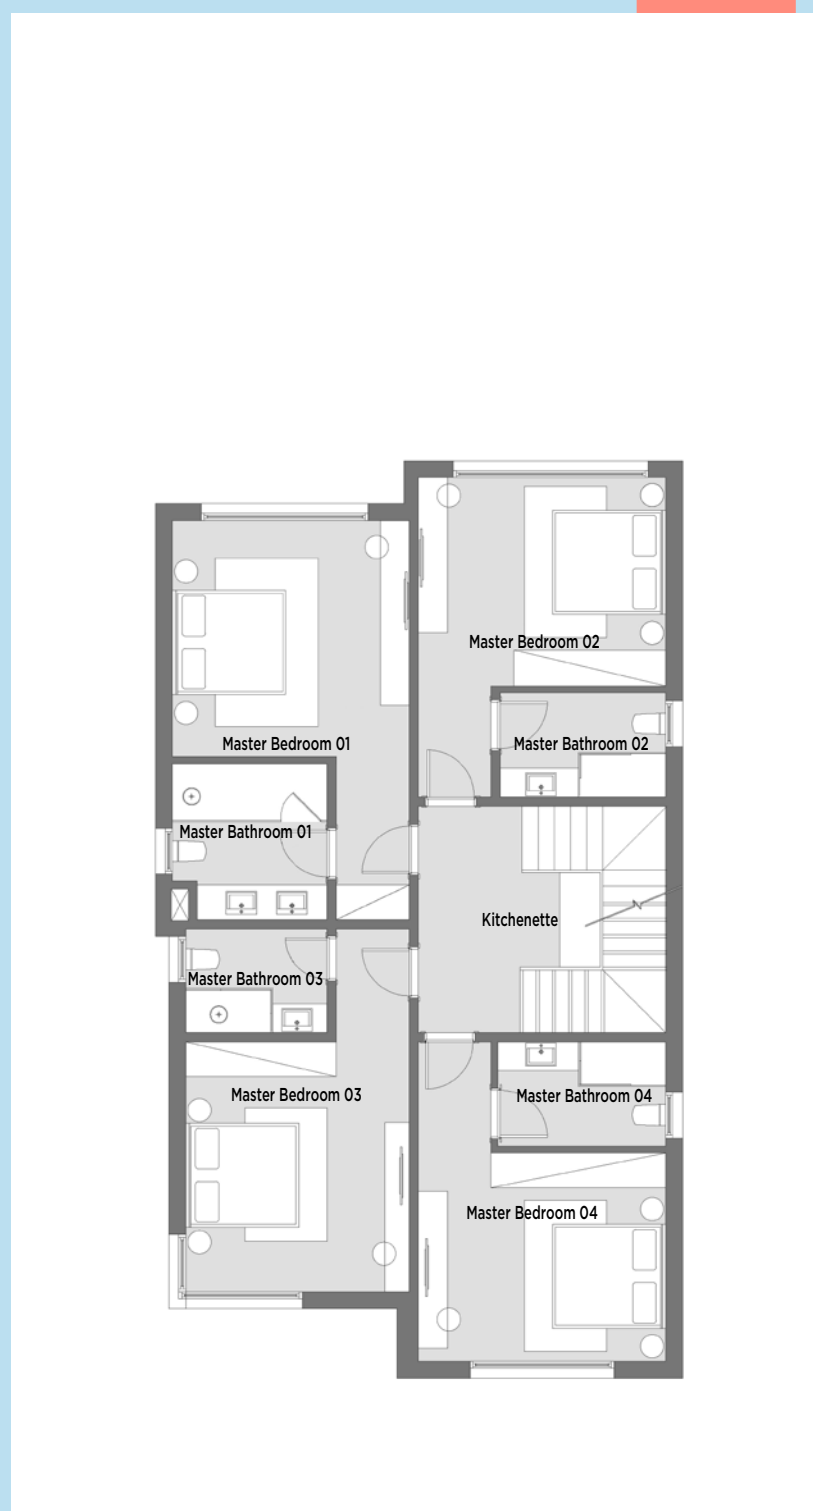 Master Bedroom 02
Master Bedroom 01
Master Bathroom 02
Master Bathroom 01
Kitchenette
Master Bathroom 03
Master Bedroom 03
Master Bathroom 04
Master Bedroom 04